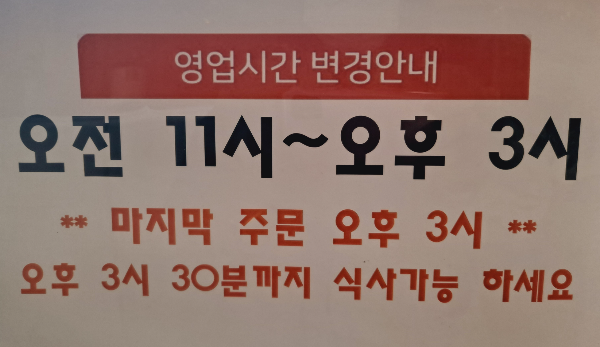 영업시간 변경안내
오전 11시~오후 3시
** 마지막 주문 오후 3시 **
오후 3시 30분까지 식사가능 하세요